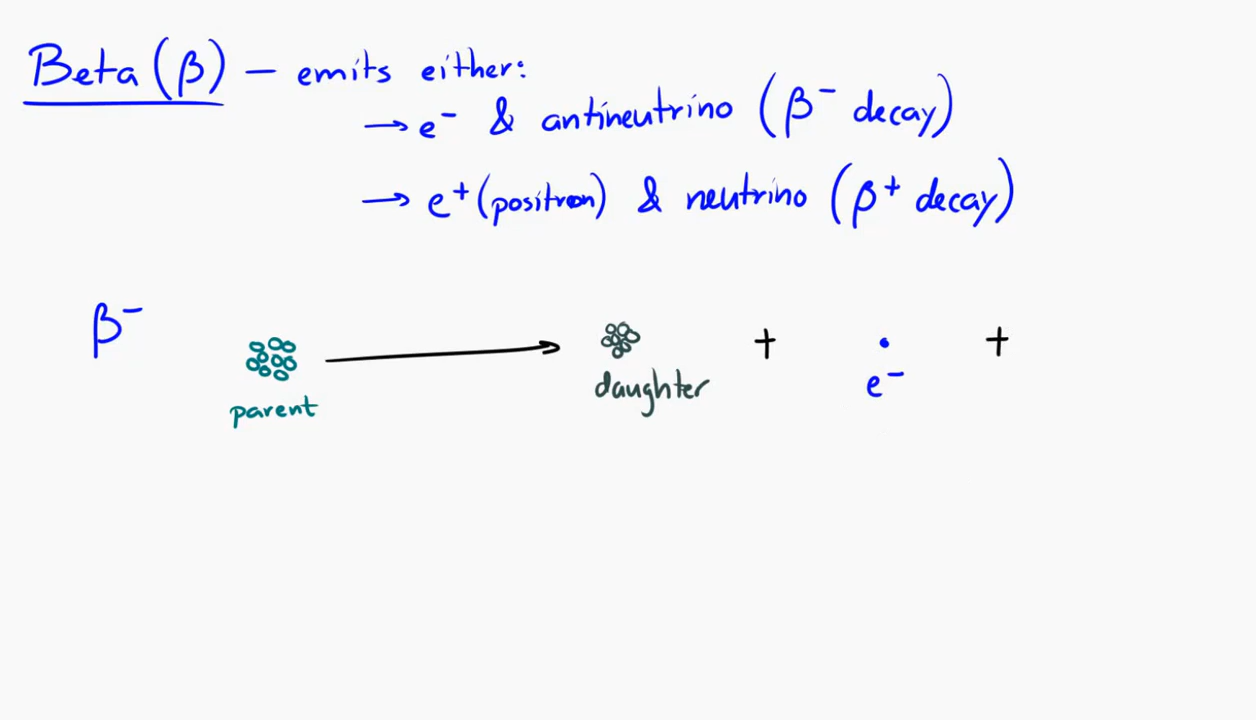 Beta (β) — emits either:
→ e⁻ & antineutrino (β⁻ decay)
→ e⁺ (positron) & neutrino (β⁺ decay)
β⁻
+ +
parent daughter e⁻